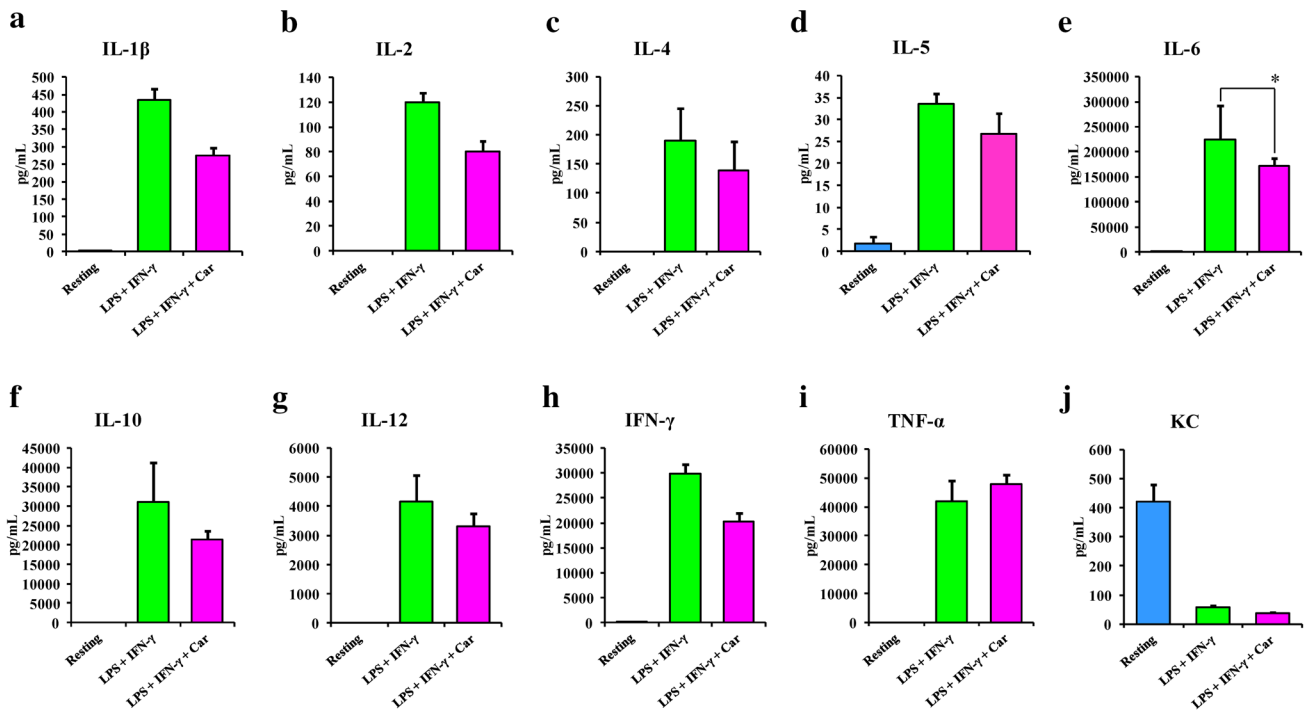 a
IL-1β
500
450
400
350
300
250
200
150
100
50
0
pg/mL
Resting
LPS + IFN-γ
LPS + IFN-γ + Car
b
IL-2
140
120
100
80
60
40
20
0
pg/mL
Resting
LPS + IFN-γ
LPS + IFN-γ + Car
c
IL-4
300
250
200
150
100
50
0
pg/mL
Resting
LPS + IFN-γ
LPS + IFN-γ + Car
d
IL-5
40
35
30
25
20
15
10
5
0
pg/mL
Resting
LPS + IFN-γ
LPS + IFN-γ + Car
e
IL-6
350000
300000
250000
200000
150000
100000
50000
0
pg/mL
*
Resting
LPS + IFN-γ
LPS + IFN-γ + Car
f
IL-10
45000
40000
35000
30000
25000
20000
15000
10000
5000
0
pg/mL
Resting
LPS + IFN-γ
LPS + IFN-γ + Car
g
IL-12
6000
5000
4000
3000
2000
1000
0
pg/mL
Resting
LPS + IFN-γ
LPS + IFN-γ + Car
h
IFN-γ
35000
30000
25000
20000
15000
10000
5000
0
pg/mL
Resting
LPS + IFN-γ
LPS + IFN-γ + Car
i
TNF-α
60000
50000
40000
30000
20000
10000
0
pg/mL
Resting
LPS + IFN-γ
LPS + IFN-γ + Car
j
KC
600
500
400
300
200
100
0
pg/mL
Resting
LPS + IFN-γ
LPS + IFN-γ + Car